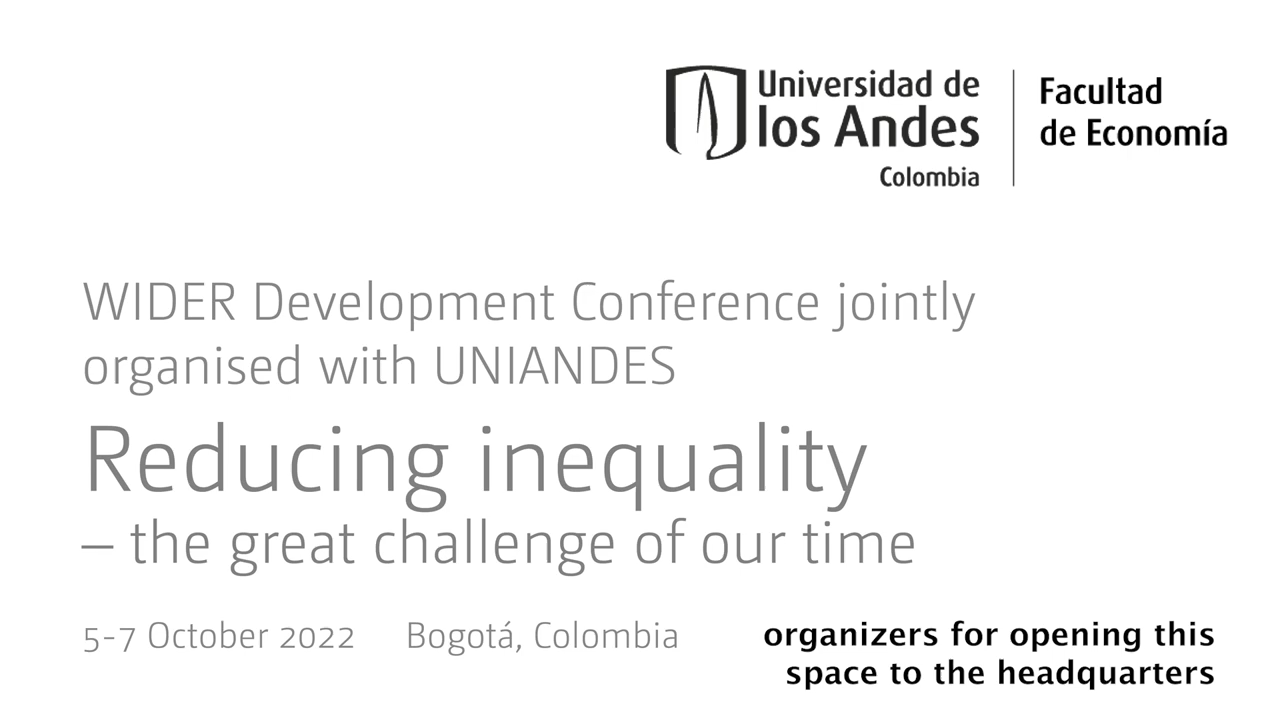 Universidad de
los Andes
Colombia
Facultad
de Economía
WIDER Development Conference jointly
organised with UNIANDES
Reducing inequality
– the great challenge of our time
5-7 October 2022 Bogotá, Colombia
organizers for opening this
space to the headquarters